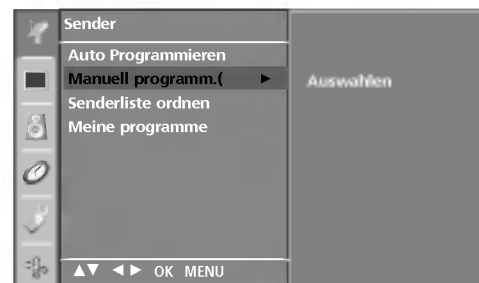 Sender
Auto Programmieren
Manuell programm.( ►
Auswahlen
Senderliste ordnen
Meine programme
▲▼ ◄► OK MENU